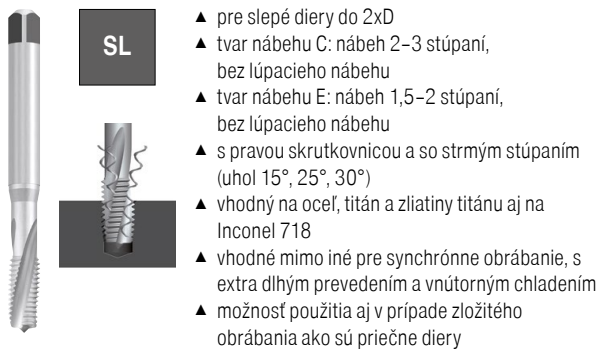 SL
▲ pre slepé diery do 2xD
▲ tvar nábehu C: nábeh 2–3 stúpaní,
bez lúpacieho nábehu
▲ tvar nábehu E: nábeh 1,5–2 stúpaní,
bez lúpacieho nábehu
▲ s pravou skrutkovnicou a so strmým stúpaním
(uhol 15°, 25°, 30°)
▲ vhodný na oceľ, titán a zliatiny titánu aj na
Inconel 718
▲ vhodné mimo iné pre synchrónne obrábanie, s
extra dlhým prevedením a vnútorným chladením
▲ možnosť použitia aj v prípade zložitého
obrábania ako sú priečne diery